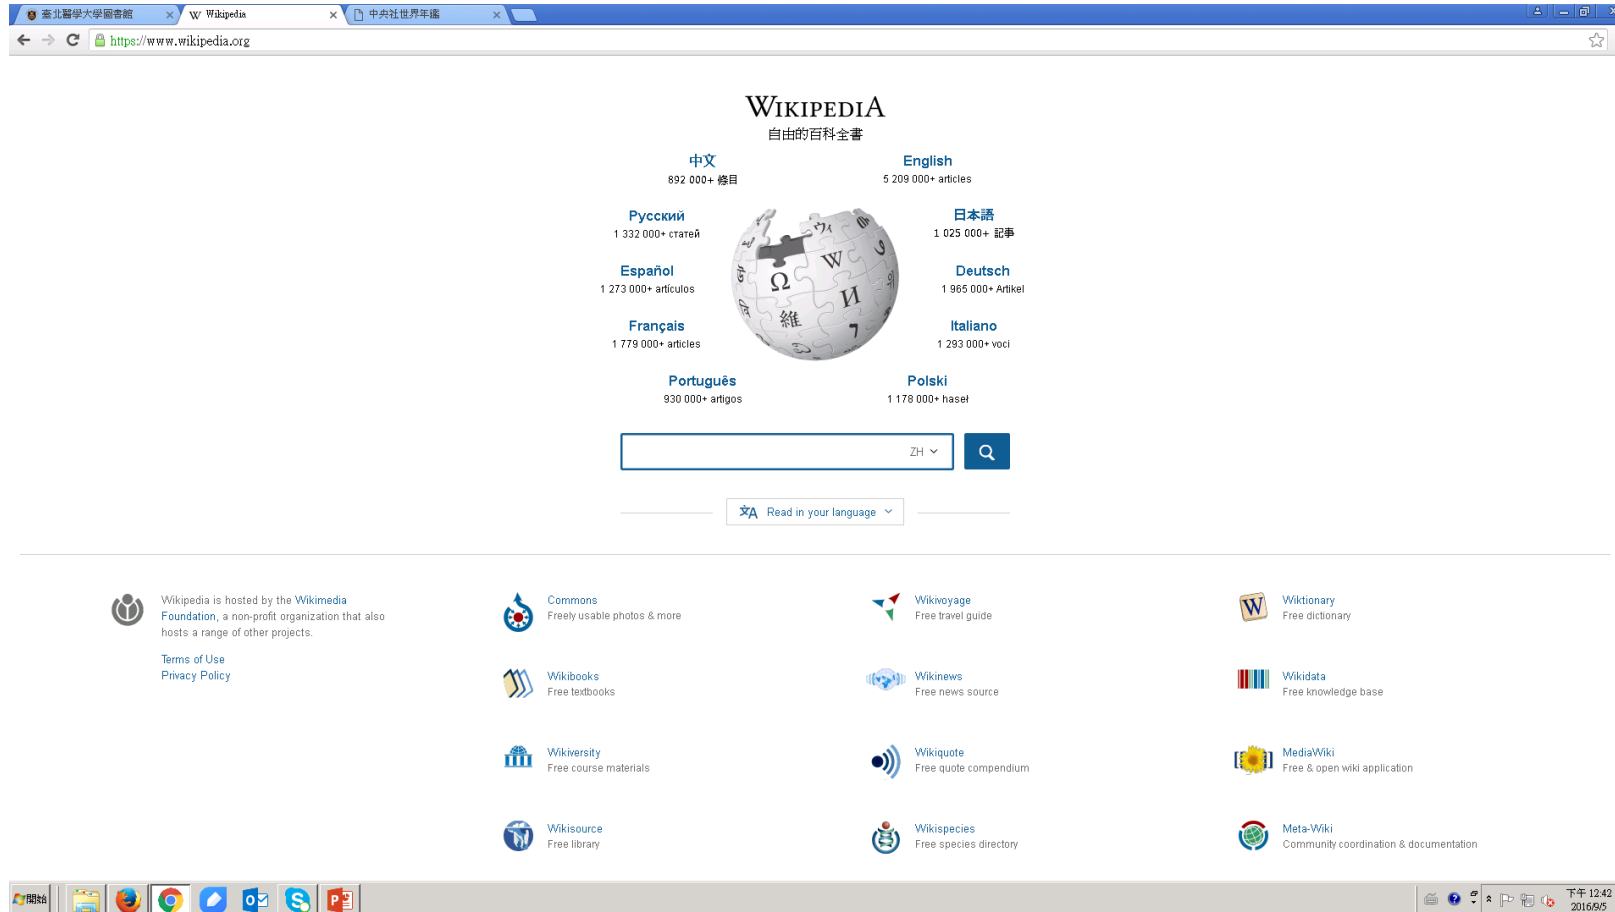 臺北醫學大學圖書館
Wikipedia
中央社世界年鑑
https://www.wikipedia.org
WIKIPEDIA
自由的百科全書
中文
892 000+ 條目
English
5 209 000+ articles
Русский
1 332 000+ статей
日本語
1 025 000+ 記事
Español
1 273 000+ artículos
Deutsch
1 965 000+ Artikel
Français
1 779 000+ articles
Italiano
1 293 000+ voci
Português
930 000+ artigos
Polski
1 178 000+ haseł
ZH
Read in your language
Wikipedia is hosted by the Wikimedia
Foundation, a non-profit organization that also
hosts a range of other projects.
Terms of Use
Privacy Policy
Commons
Freely usable photos & more
Wikivoyage
Free travel guide
Wiktionary
Free dictionary
Wikibooks
Free textbooks
Wikinews
Free news source
Wikidata
Free knowledge base
Wikiversity
Free course materials
Wikiquote
Free quote compendium
MediaWiki
Free & open wiki application
Wikisource
Free library
Wikispecies
Free species directory
Meta-Wiki
Community coordination & documentation
開始
下午 12:42
2016/9/5